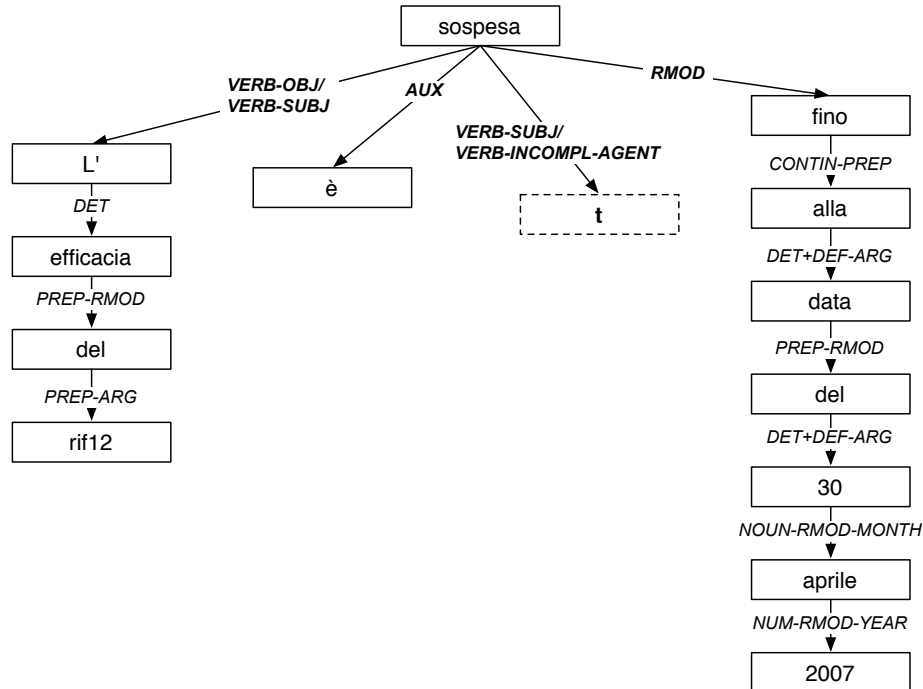 sospesa
VERB-OBJ/
VERB-SUBJ
AUX
VERB-SUBJ/
VERB-INCOMPL-AGENT
RMOD
L'
DET
efficacia
PREP-RMOD
del
PREP-ARG
rif12
è
t
fino
CONTIN-PREP
alla
DET+DEF-ARG
data
PREP-RMOD
del
DET+DEF-ARG
30
NOUN-RMOD-MONTH
aprile
NUM-RMOD-YEAR
2007